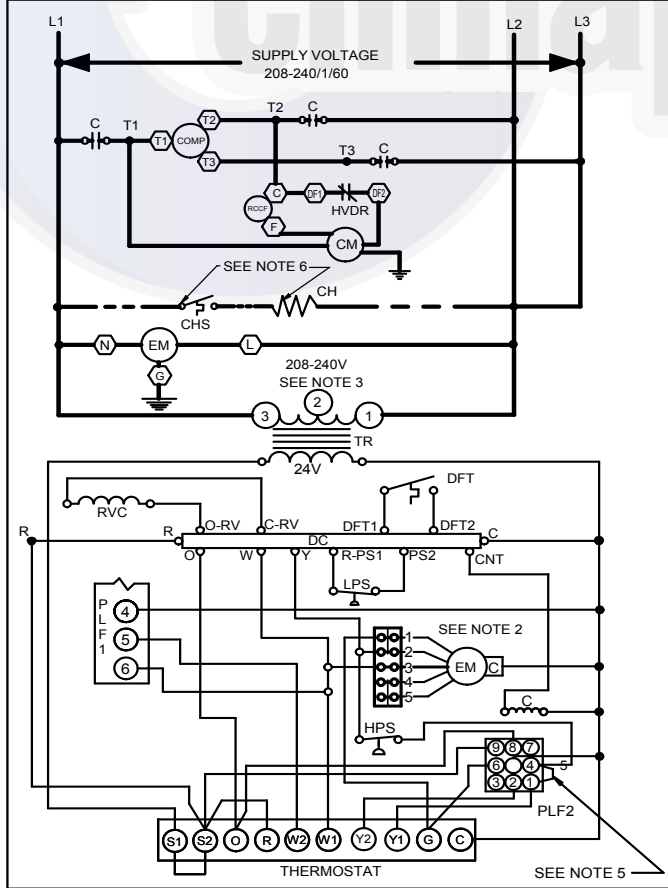 L1 L2 L3
SUPPLY VOLTAGE
208-240/1/60
C T1 T1 COMP T2 T2 C
T3 T3 C
C DF1 HVDR DF2
RCCF
F CM
SEE NOTE 6
CH
CHS
N EM L
G
208-240V
SEE NOTE 3
3 2 1
TR
24V
RVC DFT
R R O-RV C-RV DFT1 DFT2 C
DC
O W Y R-PS1 PS2 CNT
LPS
PLF1
4
5
6
SEE NOTE 2
1
2
3
4
5
EM C
C
HPS
9 8 7
6 4 5
3 2 1
PLF2
S1 S2 O R W2 W1 Y2 Y1 G C
THERMOSTAT
SEE NOTE 5